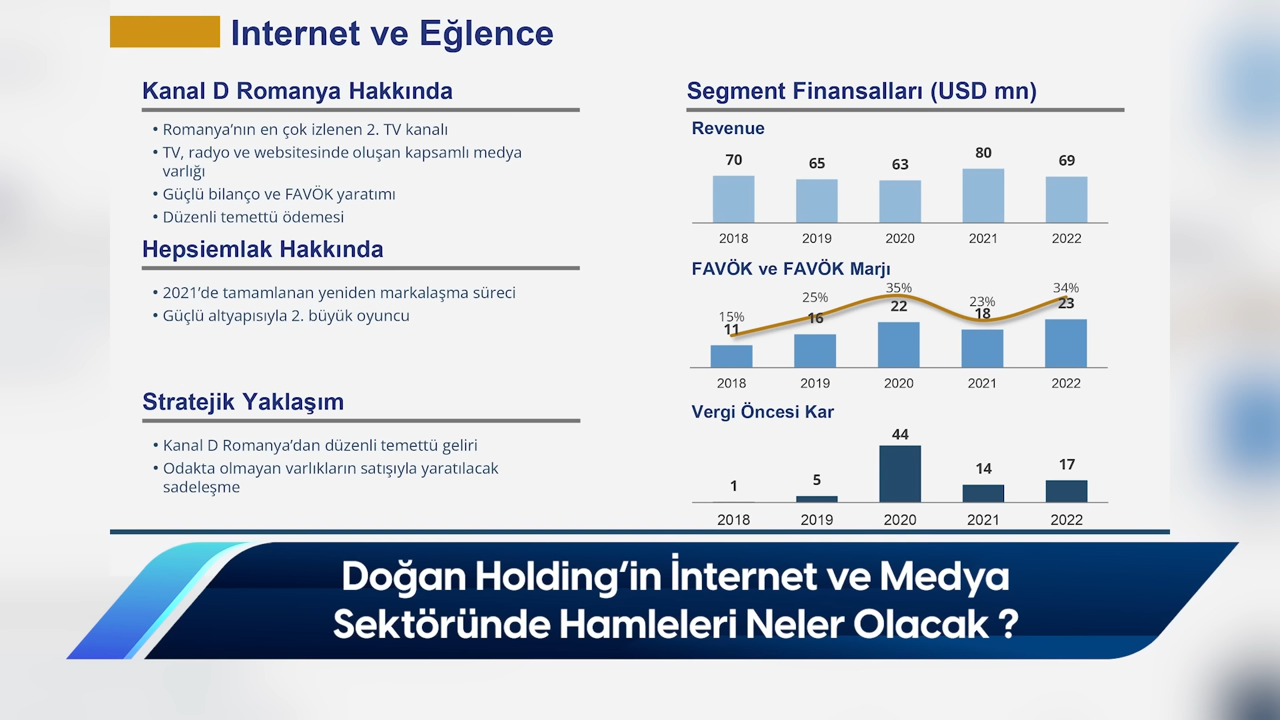 Internet ve Eğlence
Kanal D Romanya Hakkında
• Romanya'nın en çok izlenen 2. TV kanalı
• TV, radyo ve websitesinde oluşan kapsamlı medya
varlığı
• Güçlü bilanço ve FAVÖK yaratımı
• Düzenli temettü ödemesi
Hepsiemlak Hakkında
• 2021'de tamamlanan yeniden markalaşma süreci
• Güçlü altyapısıyla 2. büyük oyuncu
Stratejik Yaklaşım
• Kanal D Romanya'dan düzenli temettü geliri
• Odakta olmayan varlıkların satışıyla yaratılacak
sadeleşme
Segment Finansalları (USD mn)
Revenue
70 65 63 80 69
2018 2019 2020 2021 2022
FAVÖK ve FAVÖK Marjı
15% 25% 35% 23% 34%
11 16 22 18 23
2018 2019 2020 2021 2022
Vergi Öncesi Kar
1 5 44 14 17
2018 2019 2020 2021 2022
Doğan Holding'in İnternet ve Medya
Sektöründe Hamleleri Neler Olacak ?